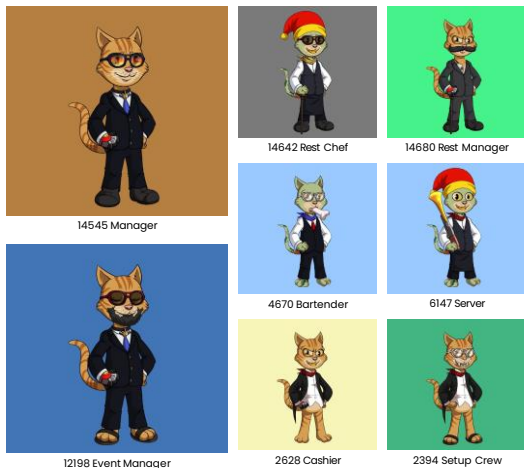 14545 Manager
14642 Rest Chef
14680 Rest Manager
4670 Bartender
6147 Server
12198 Event Manager
2628 Cashier
2394 Setup Crew